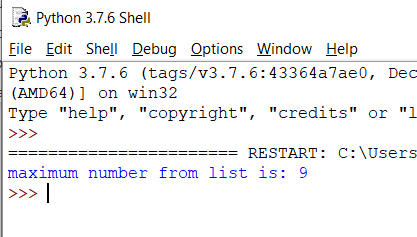 Python 3.7.6 Shell
File Edit Shell Debug Options Window Help
Python 3.7.6 (tags/v3.7.6:43364a7ae0, Dec
(AMD64)] on win32
Type "help", "copyright", "credits" or "l
>>>
======================= RESTART: C:\Users
maximum number from list is: 9
>>>